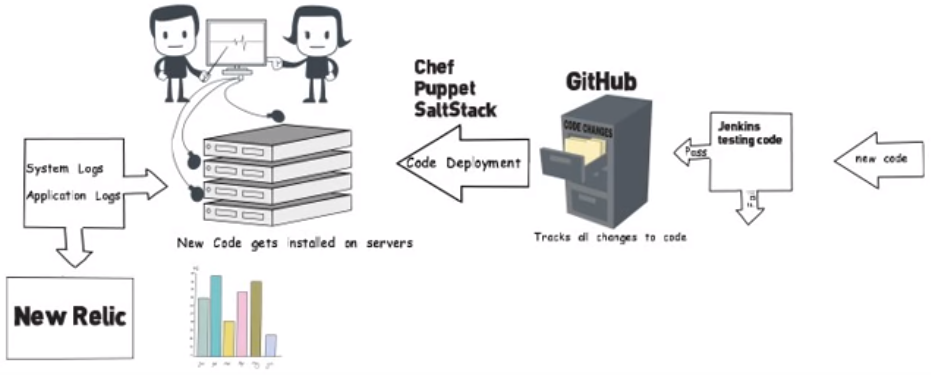 Chef
Puppet
SaltStack
GitHub
CODE CHANGES
Jenkins
testing code
Pass
new code
Code Deployment
System Logs
Application Logs
Tracks all changes to code
New Code gets installed on servers
New Relic